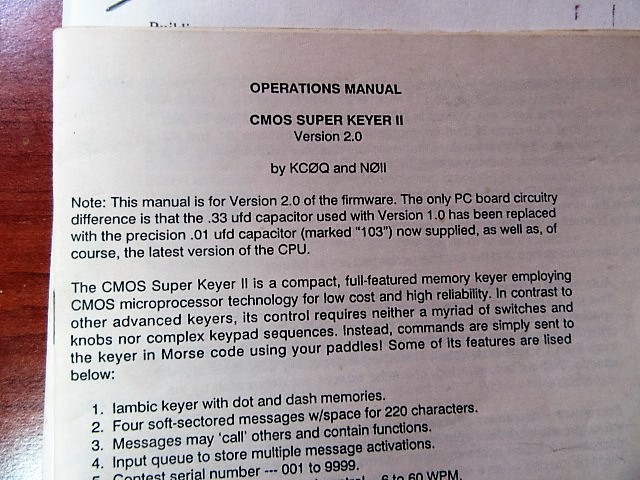 OPERATIONS MANUAL
CMOS SUPER KEYER II
Version 2.0
by KCØQ and NØII
Note: This manual is for Version 2.0 of the firmware. The only PC board circuitry
difference is that the .33 ufd capacitor used with Version 1.0 has been replaced
with the precision .01 ufd capacitor (marked “103”) now supplied, as well as, of
course, the latest version of the CPU.
The CMOS Super Keyer II is a compact, full-featured memory keyer employing
CMOS microprocessor technology for low cost and high reliability. In contrast to
other advanced keyers, its control requires neither a myriad of switches and
knobs nor complex keypad sequences. Instead, commands are simply sent to
the keyer in Morse code using your paddles! Some of its features are lised
below:
1. Iambic keyer with dot and dash memories.
2. Four soft-sectored messages w/space for 220 characters.
3. Messages may 'call' others and contain functions.
4. Input queue to store multiple message activations.
5. Contest serial number --- 001 to 9999.
6 to 60 WPM.